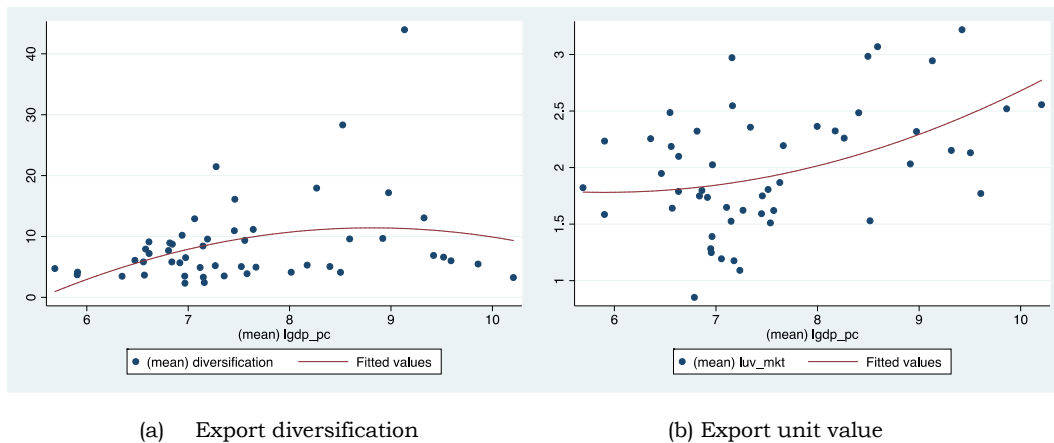 40
30
20
10
0
6 7 8 9 10
(mean) lgdp_pc
(mean) diversification Fitted values
3
2.5
2
1.5
1
6 7 8 9 10
(mean) lgdp_pc
(mean) luv_mkt Fitted values
(a) Export diversification
(b) Export unit value